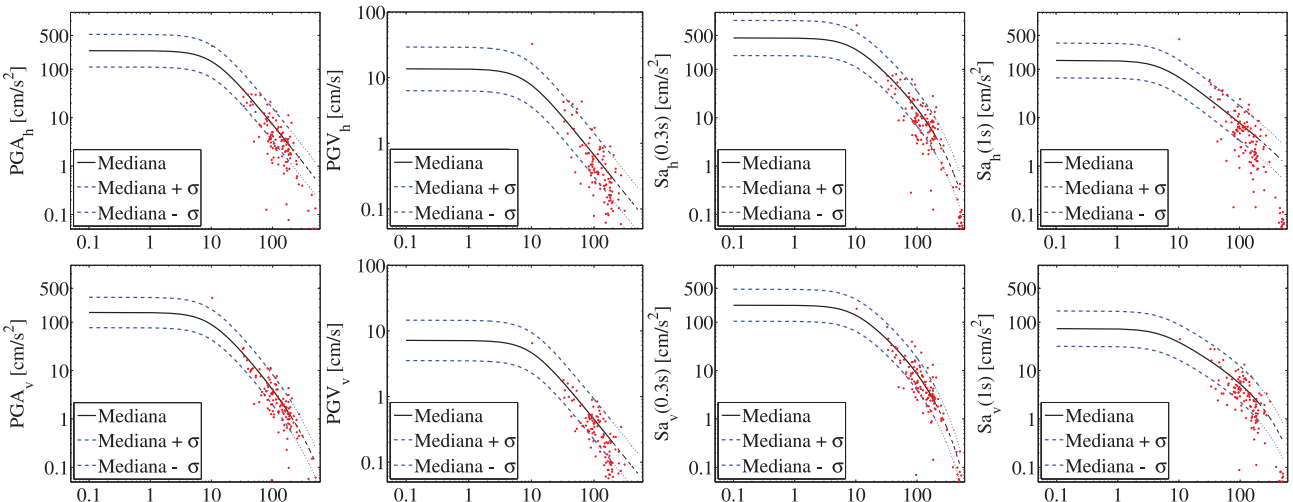 PGA_h [cm/s²]
500
100
10
1
0.1
Mediana
Mediana + σ
Mediana - σ
0.1 1 10 100
PGV_h [cm/s]
100
10
1
0.1
Mediana
Mediana + σ
Mediana - σ
0.1 1 10 100
Sa_h(0.3s) [cm/s²]
500
100
10
1
0.1
Mediana
Mediana + σ
Mediana - σ
0.1 1 10 100
Sa_h(1s) [cm/s²]
500
100
10
1
0.1
Mediana
Mediana + σ
Mediana - σ
0.1 1 10 100
PGA_v [cm/s²]
500
100
10
1
0.1
Mediana
Mediana + σ
Mediana - σ
0.1 1 10 100
PGV_v [cm/s]
100
10
1
0.1
Mediana
Mediana + σ
Mediana - σ
0.1 1 10 100
Sa_v(0.3s) [cm/s²]
500
100
10
1
0.1
Mediana
Mediana + σ
Mediana - σ
0.1 1 10 100
Sa_v(1s) [cm/s²]
500
100
10
1
0.1
Mediana
Mediana + σ
Mediana - σ
0.1 1 10 100